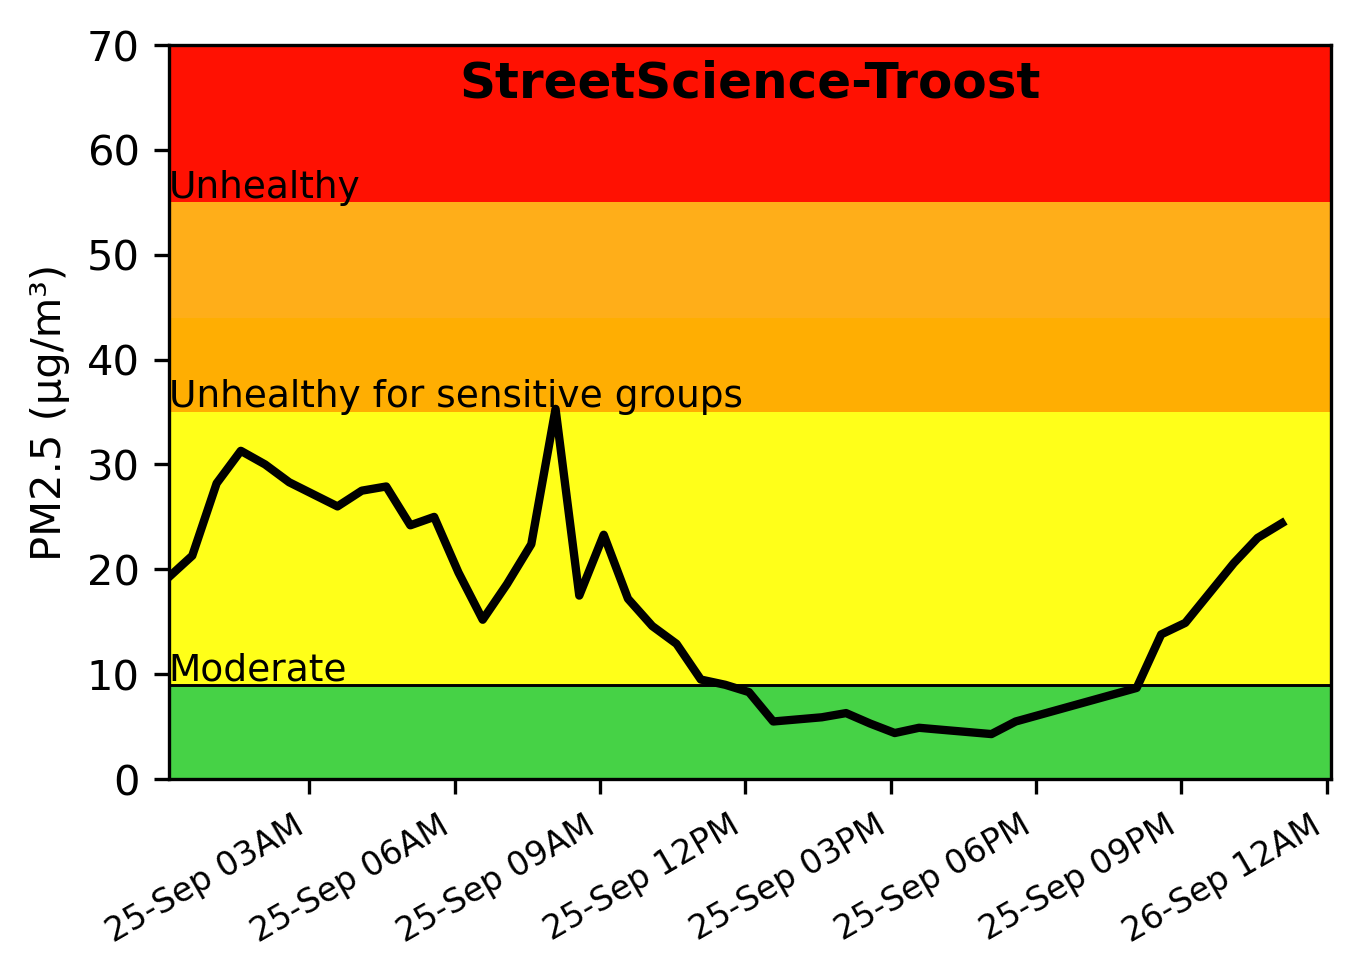 StreetScience-Troost
PM2.5 (µg/m³)
70
60
50
40
30
20
10
0
Unhealthy
Unhealthy for sensitive groups
Moderate
25-Sep 03AM
25-Sep 06AM
25-Sep 09AM
25-Sep 12PM
25-Sep 03PM
25-Sep 06PM
25-Sep 09PM
26-Sep 12AM